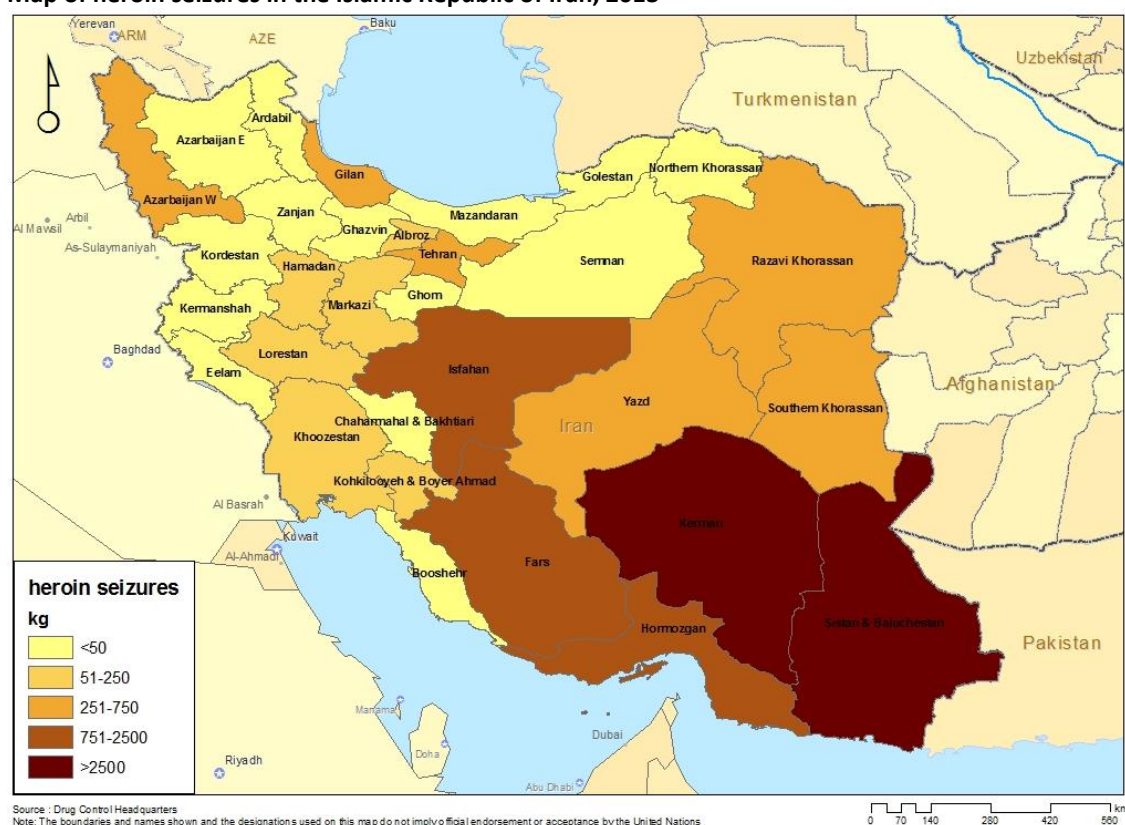 Map of heroin seizures in the Islamic Republic of Iran, 2013
Yerevan
ARM
AZE
Baku
Uzbekistan
Turkmenistan
Ardabil
Azarbaijan E
Gilan
Golestan
Northern Khorassan
Azarbaijan W
Zanjan
Mazandaran
Al Mawsil
Arbil
As-Sulaymaniyah
Ghazvin
Albroz
Kordestan
Tehran
Semnan
Razavi Khorassan
Hamadan
Ghom
Kermanshah
Markazi
Baghdad
Lorestan
Eelam
Isfahan
Afghanistan
Yazd
Southern Khorassan
Chaharmahal & Bakhtiari
Iran
Khoozestan
Kohkilooyeh & Boyer Ahmad
Al Basrah
Kerman
Kuwait
Al-Ahmadi
Fars
Booshehr
Hormozgan
Sistan & Baluchestan
Pakistan
heroin seizures
kg
<50
51-250
251-750
751-2500
>2500
Manama
Doha
Dubai
Riyadh
Abu Dhabi
Source : Drug Control Headquarters
Note: The boundaries and names shown and the designations used on this map do not imply official endorsement or acceptance by the United Nations
km
0 70 140 280 420 560